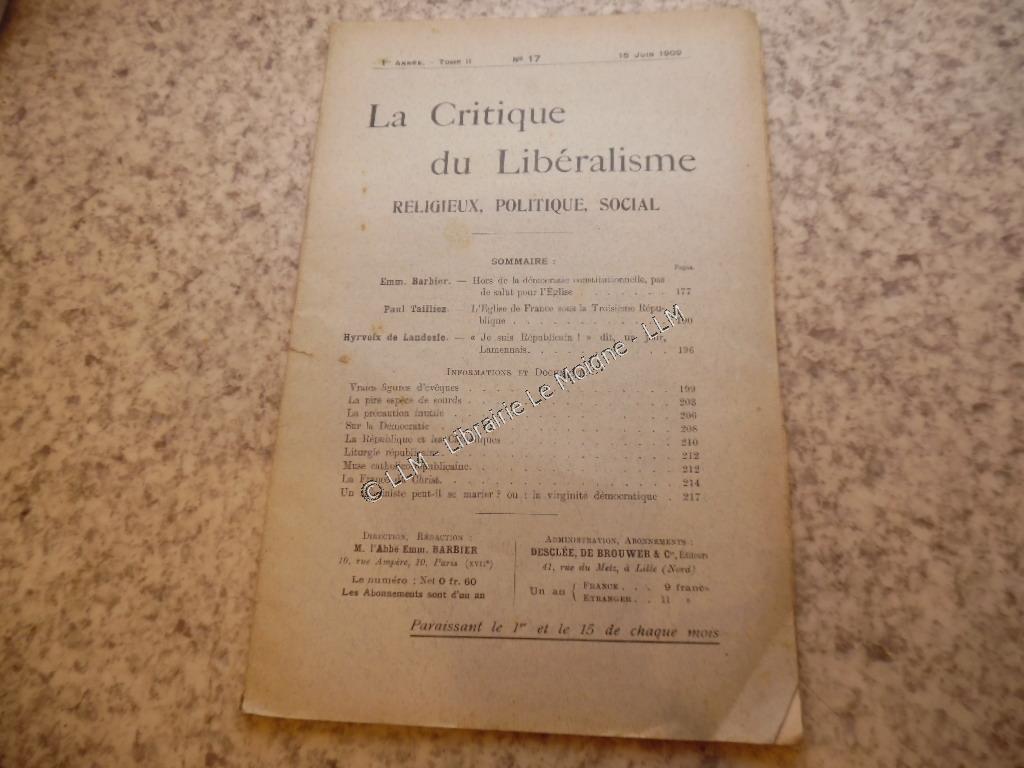 1re Année. - Tome II No 17 15 Juin 1909
La Critique
du Libéralisme
RELIGIEUX, POLITIQUE, SOCIAL
SOMMAIRE :
Pages.
Emm. Barbier. — Hors de la démocratie constitutionnelle, pas
de salut pour l'Église . . . . . . . 177
Paul Tailliez. — L'Église de France sous la Troisième Répu-
blique . . . . . . . . . . . 190
Hyrvoix de Landosle. — « Je suis Républicain ! » dit,
Lamennais. . . . . . . . . . . 196
Informations et
Vraies figures d'évêques . . . . . . . . . . 199
La pire espèce de sourds . . . . . . . . . . 203
La précaution inutile . . . . . . . . . . . 206
Sur la Démocratie . . . . . . . . . . . . 208
La République et les Catholiques . . . . . . . . 210
Liturgie républicaine. . . . . . . . . . . . 212
Muse catholico-républicaine. . . . . . . . . . 212
La France Christ. . . . . . . . . . . . 214
Un peut-il se marier ? ou : la virginité démocratique . 217
© LLM - Librairie Le Moigne - LLM
Direction, Rédaction :
M. l'Abbé Emm. BARBIER
10, rue Ampère, 10, Paris (XVIIe)
Le numéro : Net 0 fr. 60
Les Abonnements sont d'un an
Administration, Abonnements :
DESCLÉE, DE BROUWER & Cie, Éditeurs
41, rue du Metz, à Lille (Nord)
Un an { France . . . 9 francs
Étranger . . 11 »
Paraissant le 1er et le 15 de chaque mois